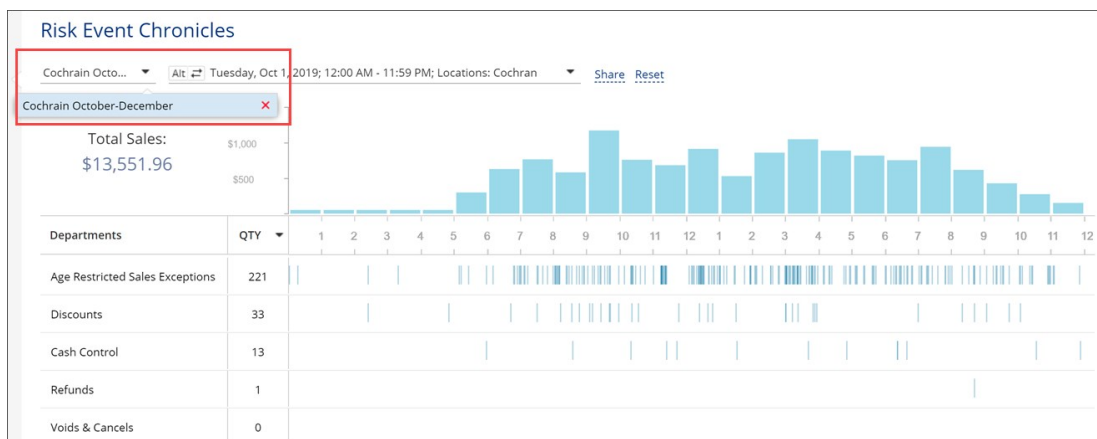 Risk Event Chronicles
Cochrain Octo... Alt Tuesday, Oct 1, 2019; 12:00 AM - 11:59 PM; Locations: Cochran Share Reset
Cochrain October-December
Total Sales:
$13,551.96
$1,000
$500
Departments QTY 1 2 3 4 5 6 7 8 9 10 11 12 1 2 3 4 5 6 7 8 9 10 11 12
Age Restricted Sales Exceptions 221
Discounts 33
Cash Control 13
Refunds 1
Voids & Cancels 0